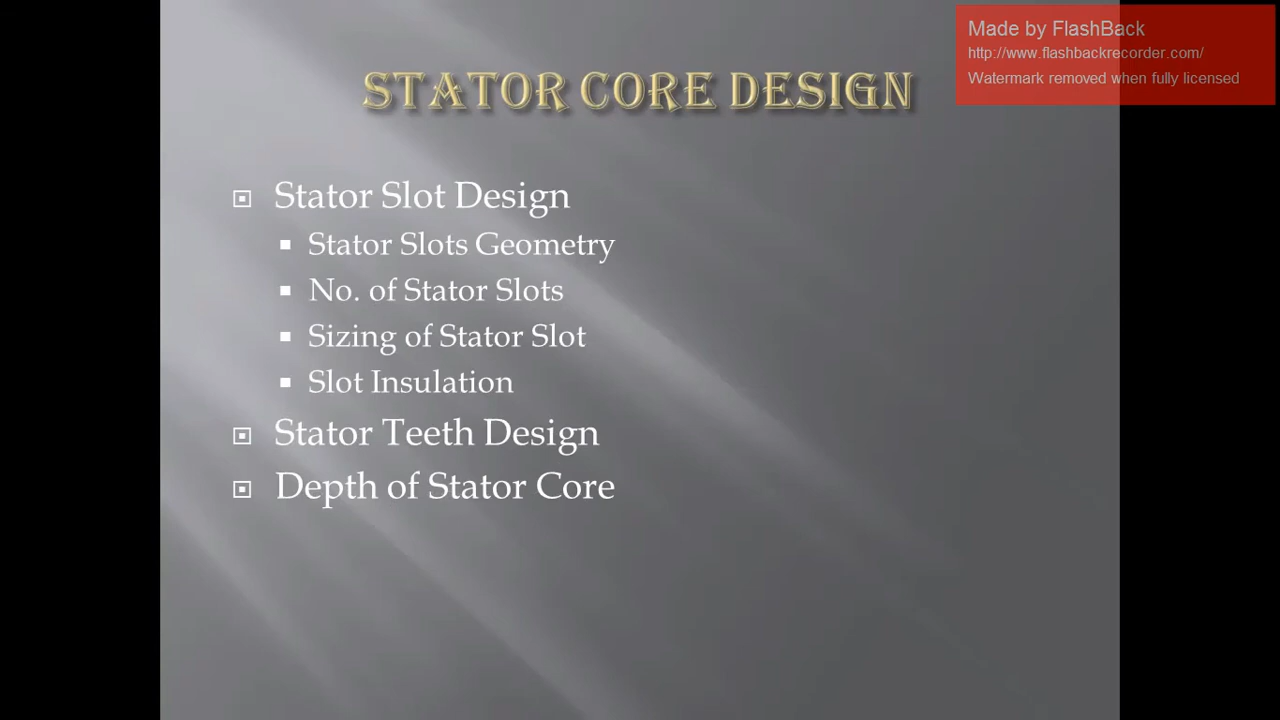 Made by FlashBack
http://www.flashbackrecorder.com/
Watermark removed when fully licensed
STATOR CORE DESIGN
Stator Slot Design
Stator Slots Geometry
No. of Stator Slots
Sizing of Stator Slot
Slot Insulation
Stator Teeth Design
Depth of Stator Core